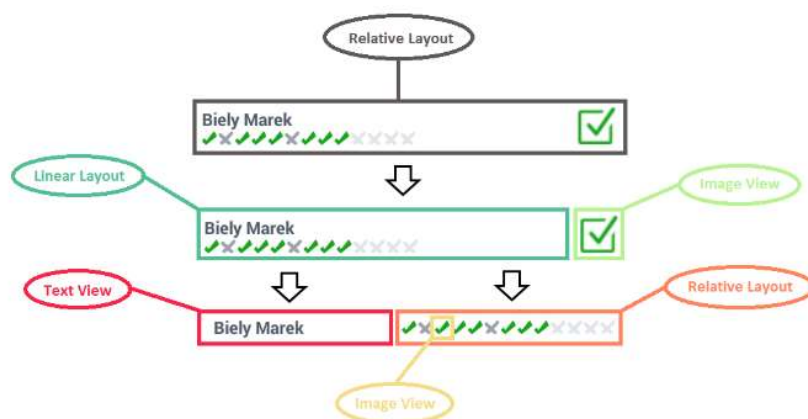 Relative Layout
Biely Marek
Linear Layout
Image View
Biely Marek
Text View
Relative Layout
Biely Marek
Image View